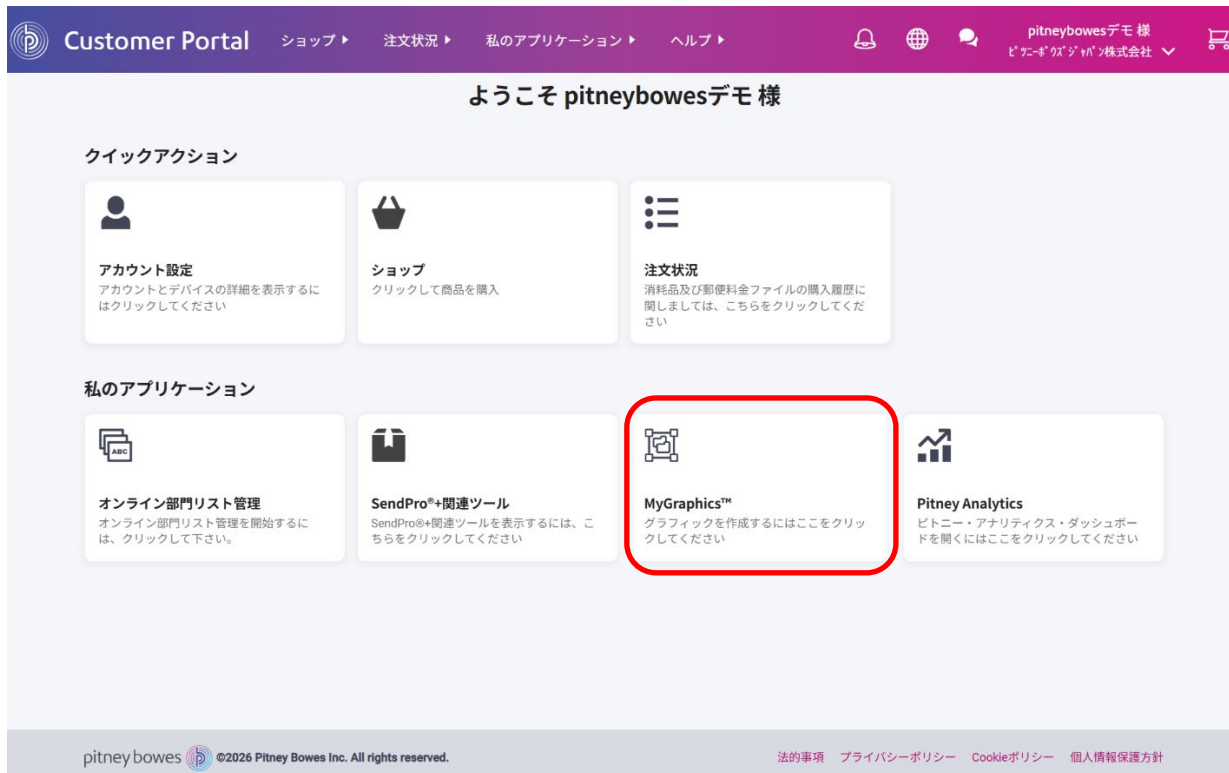 Customer Portal ショップ 注文状況 私のアプリケーション ヘルプ pitneybowesデモ 様
ﾋﾟﾂﾆｰﾎﾞｳｽﾞｼﾞｬﾊﾟﾝ株式会社
ようこそ pitneybowesデモ 様
クイックアクション
アカウント設定
アカウントとデバイスの詳細を表示するに
はクリックしてください
ショップ
クリックして商品を購入
注文状況
消耗品及び郵便料金ファイルの購入履歴に
関しましては、こちらをクリックしてくだ
さい
私のアプリケーション
ABC
オンライン部門リスト管理
オンライン部門リスト管理を開始するに
は、クリックして下さい。
SendPro®+関連ツール
SendPro®+関連ツールを表示するには、こ
ちらをクリックしてください
MyGraphics™
グラフィックを作成するにはここをクリッ
クしてください
Pitney Analytics
ピトニー・アナリティクス・ダッシュボー
ドを開くにはここをクリックしてください
pitney bowes ©2026 Pitney Bowes Inc. All rights reserved. 法的事項 プライバシーポリシー Cookieポリシー 個人情報保護方針